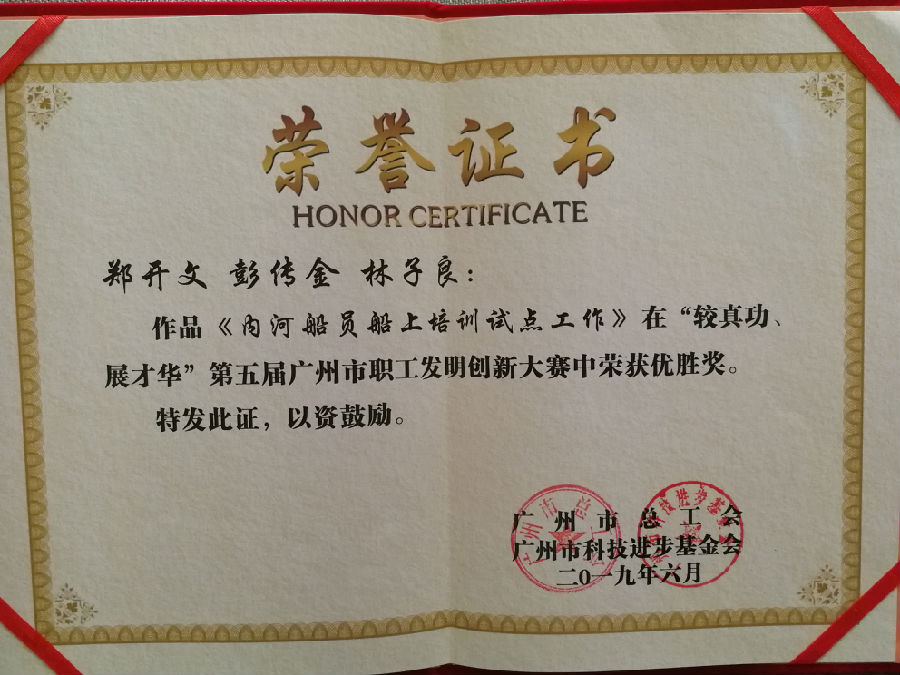 荣誉证书
HONOR CERTIFICATE
郑开文 彭传金 林子良：
作品《内河船员船上培训试点工作》在“较真功、
展才华”第五届广州市职工发明创新大赛中荣获优胜奖。
特发此证，以资鼓励。
广州市总工会
广州市科技进步基金会
二〇一九年六月